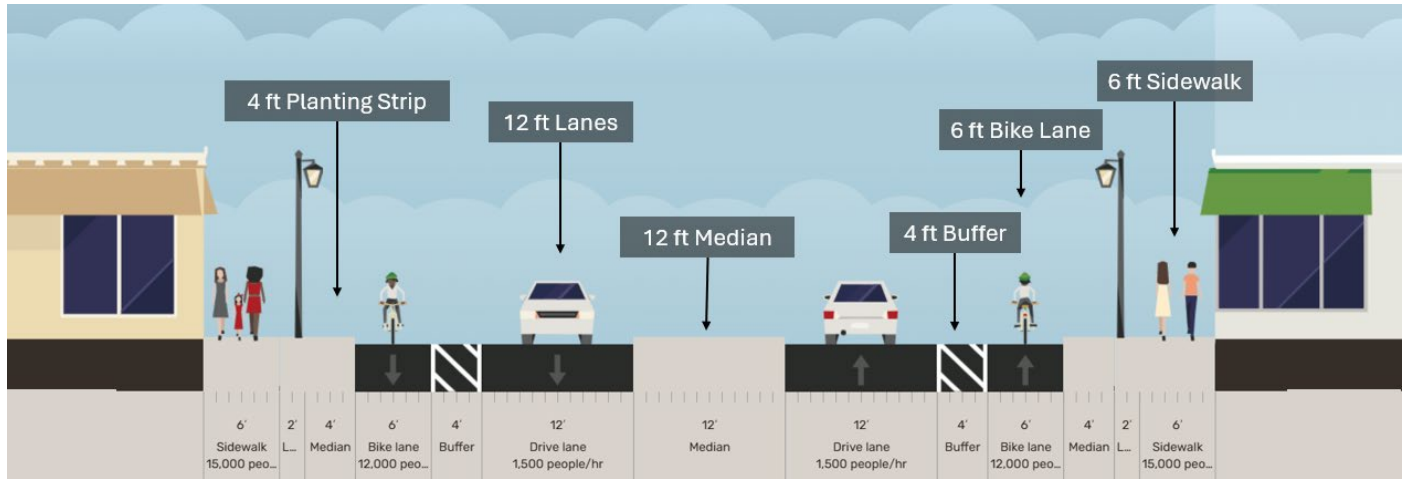 4 ft Planting Strip
12 ft Lanes
12 ft Median
4 ft Buffer
6 ft Bike Lane
6 ft Sidewalk
6' 2' 4' 6' 4' 12' 12' 12' 4' 6' 4' 2' 6'
Sidewalk L... Median Bike lane Buffer Drive lane Median Drive lane Buffer Bike lane Median L... Sidewalk
15,000 peo... 12,000 peo... 1,500 people/hr 1,500 people/hr 12,000 peo... 15,000 peo...